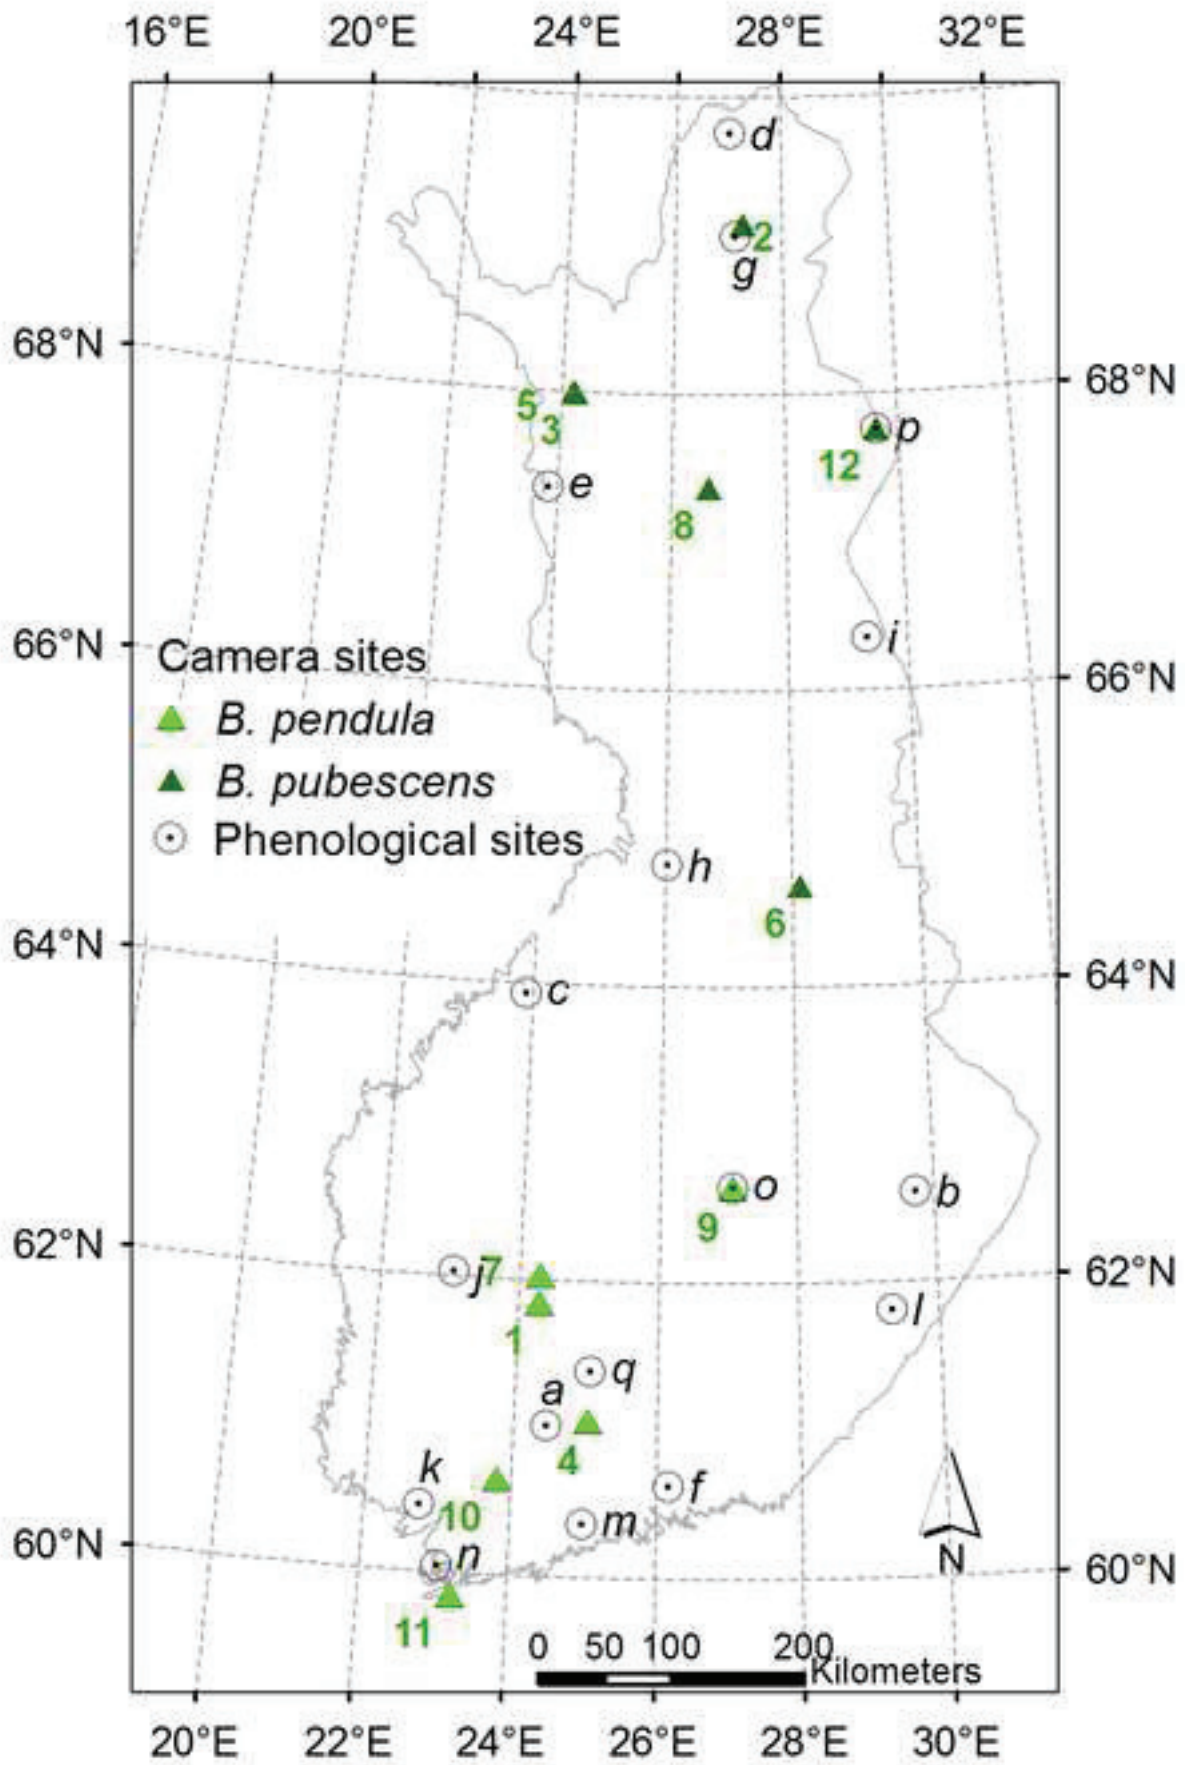 16°E 20°E 24°E 28°E 32°E
d
2
g
68°N
68°N
5
3
p
12
e
8
66°N
i
Camera sites
66°N
B. pendula
B. pubescens
Phenological sites
h
6
64°N
64°N
c
o
b
9
62°N
j
7
62°N
l
1
q
a
4
k
f
10
m
60°N
n
N
60°N
11
0 50 100 200
Kilometers
20°E 22°E 24°E 26°E 28°E 30°E